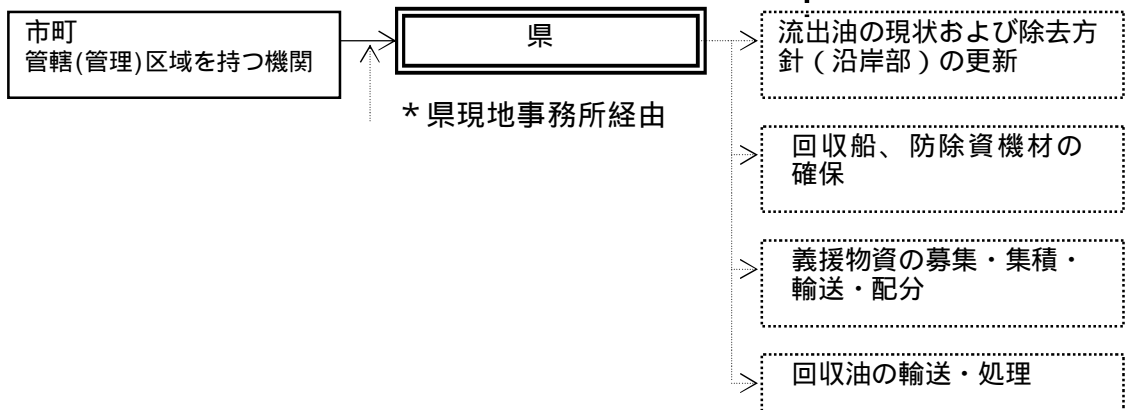 市町
管轄(管理)区域を持つ機関
県
*県現地事務所経由
流出油の現状および除去方
針(沿岸部)の更新
回収船、防除資機材の
確保
義援物資の募集・集積・
輸送・配分
回収油の輸送・処理